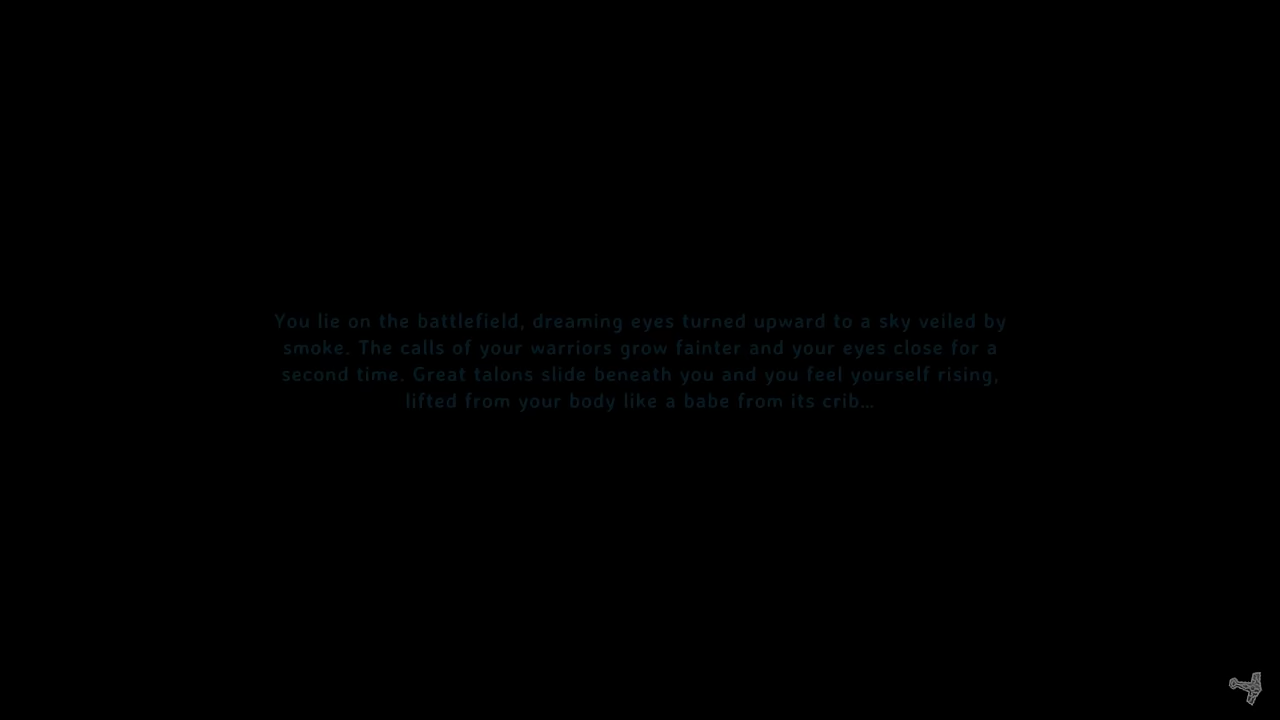 You lie on the battlefield, dreaming eyes turned upward to a sky veiled by
smoke. The calls of your warriors grow fainter and your eyes close for a
second time. Great talons slide beneath you and you feel yourself rising,
lifted from your body like a babe from its crib...